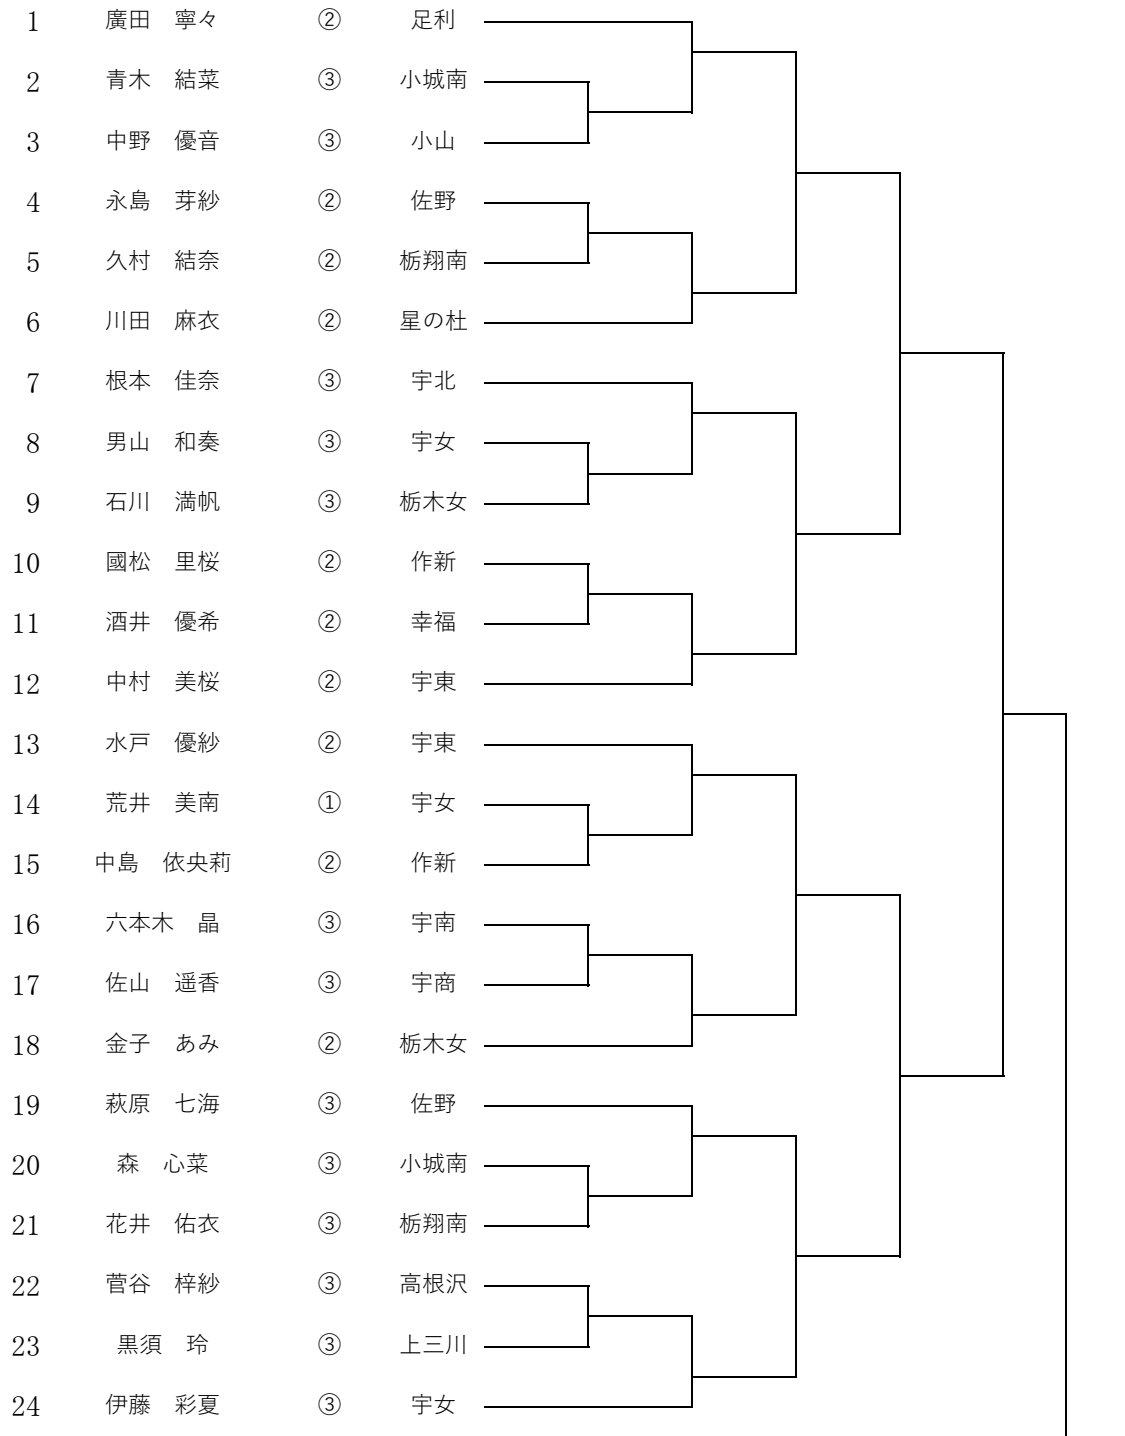 1 廣田 寧々 ② 足利
2 青木 結菜 ③ 小城南
3 中野 優音 ③ 小山
4 永島 芽紗 ② 佐野
5 久村 結奈 ② 栃翔南
6 川田 麻衣 ② 星の杜
7 根本 佳奈 ③ 宇北
8 男山 和奏 ③ 宇女
9 石川 満帆 ③ 栃木女
10 國松 里桜 ② 作新
11 酒井 優希 ② 幸福
12 中村 美桜 ② 宇東
13 水戸 優紗 ② 宇東
14 荒井 美南 ① 宇女
15 中島 依央莉 ② 作新
16 六本木 晶 ③ 宇南
17 佐山 遥香 ③ 宇商
18 金子 あみ ② 栃木女
19 萩原 七海 ③ 佐野
20 森 心菜 ③ 小城南
21 花井 佑衣 ③ 栃翔南
22 菅谷 梓紗 ③ 高根沢
23 黒須 玲 ③ 上三川
24 伊藤 彩夏 ③ 宇女